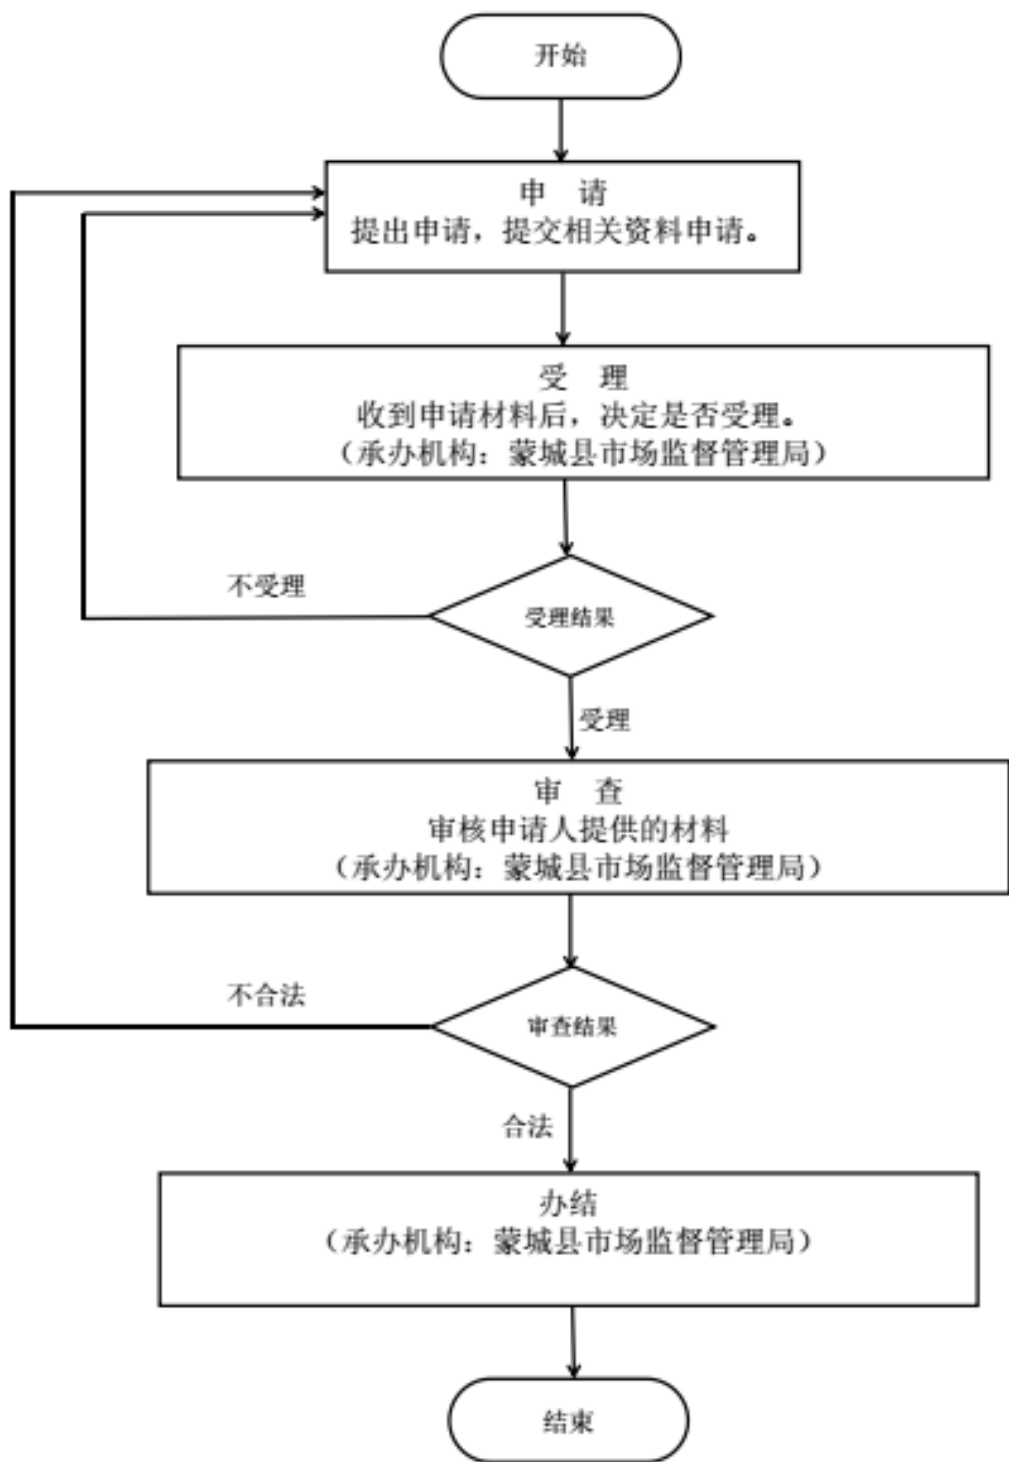 开始
申 请
提出申请，提交相关资料申请。
受 理
收到申请材料后，决定是否受理。
（承办机构：蒙城县市场监督管理局）
不受理
受理结果
受理
审 查
审核申请人提供的材料
（承办机构：蒙城县市场监督管理局）
不合法
审查结果
合法
办结
（承办机构：蒙城县市场监督管理局）
结束